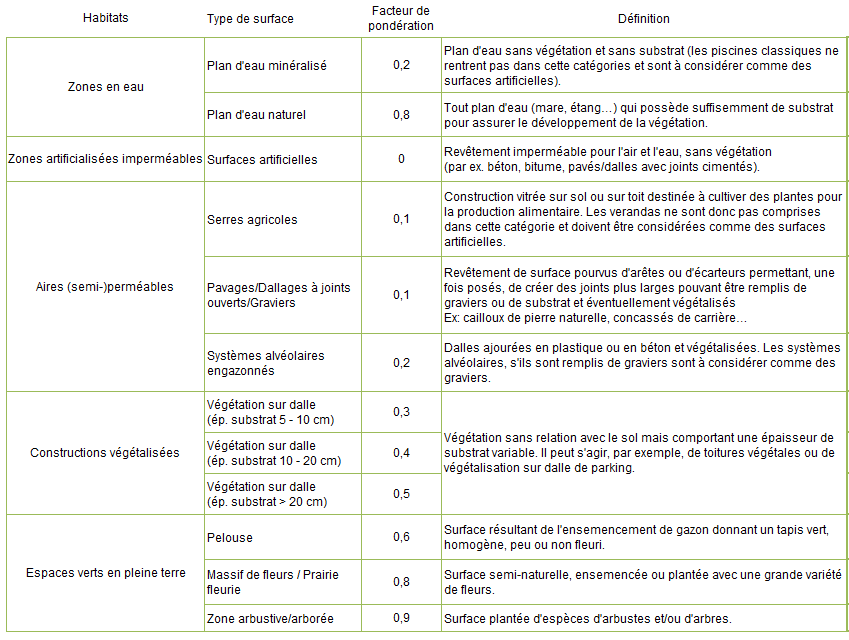 Habitats
Type de surface
Facteur de
pondération
Définition
Zones en eau
Plan d'eau minéralisé
0,2
Plan d'eau sans végétation et sans substrat (les piscines classiques ne
rentrent pas dans cette catégories et sont à considérer comme des
surfaces artificielles).
Plan d'eau naturel
0,8
Tout plan d'eau (mare, étang...) qui possède suffisemment de substrat
pour assurer le développement de la végétation.
Zones artificialisées imperméables
Surfaces artificielles
0
Revêtement imperméable pour l'air et l'eau, sans végétation
(par ex. béton, bitume, pavés/dalles avec joints cimentés).
Aires (semi-)perméables
Serres agricoles
0,1
Construction vitrée sur sol ou sur toit destinée à cultiver des plantes pour
la production alimentaire. Les verandas ne sont donc pas comprises
dans cette catégorie et doivent être considérées comme des surfaces
artificielles.
Pavages/Dallages à joints
ouverts/Graviers
0,1
Revêtement de surface pourvus d'arêtes ou d'écarteurs permettant, une
fois posés, de créer des joints plus larges pouvant être remplis de
graviers ou de substrat et éventuellement végétalisés
Ex: cailloux de pierre naturelle, concassés de carrière...
Systèmes alvéolaires
engazonnés
0,2
Dalles ajourées en plastique ou en béton et végétalisées. Les systèmes
alvéolaires, s'ils sont remplis de graviers sont à considérer comme des
graviers.
Constructions végétalisées
Végétation sur dalle
(ép. substrat 5 - 10 cm)
0,3
Végétation sur dalle
(ép. substrat 10 - 20 cm)
0,4
Végétation sur dalle
(ép. substrat > 20 cm)
0,5
Végétation sans relation avec le sol mais comportant une épaisseur de
substrat variable. Il peut s'agir, par exemple, de toitures végétales ou de
végétalisation sur dalle de parking.
Espaces verts en pleine terre
Pelouse
0,6
Surface résultant de l'ensemencement de gazon donnant un tapis vert,
homogène, peu ou non fleuri.
Massif de fleurs / Prairie
fleurie
0,8
Surface semi-naturelle, ensemencée ou plantée avec une grande variété
de fleurs.
Zone arbustive/arborée
0,9
Surface plantée d'espèces d'arbustes et/ou d'arbres.